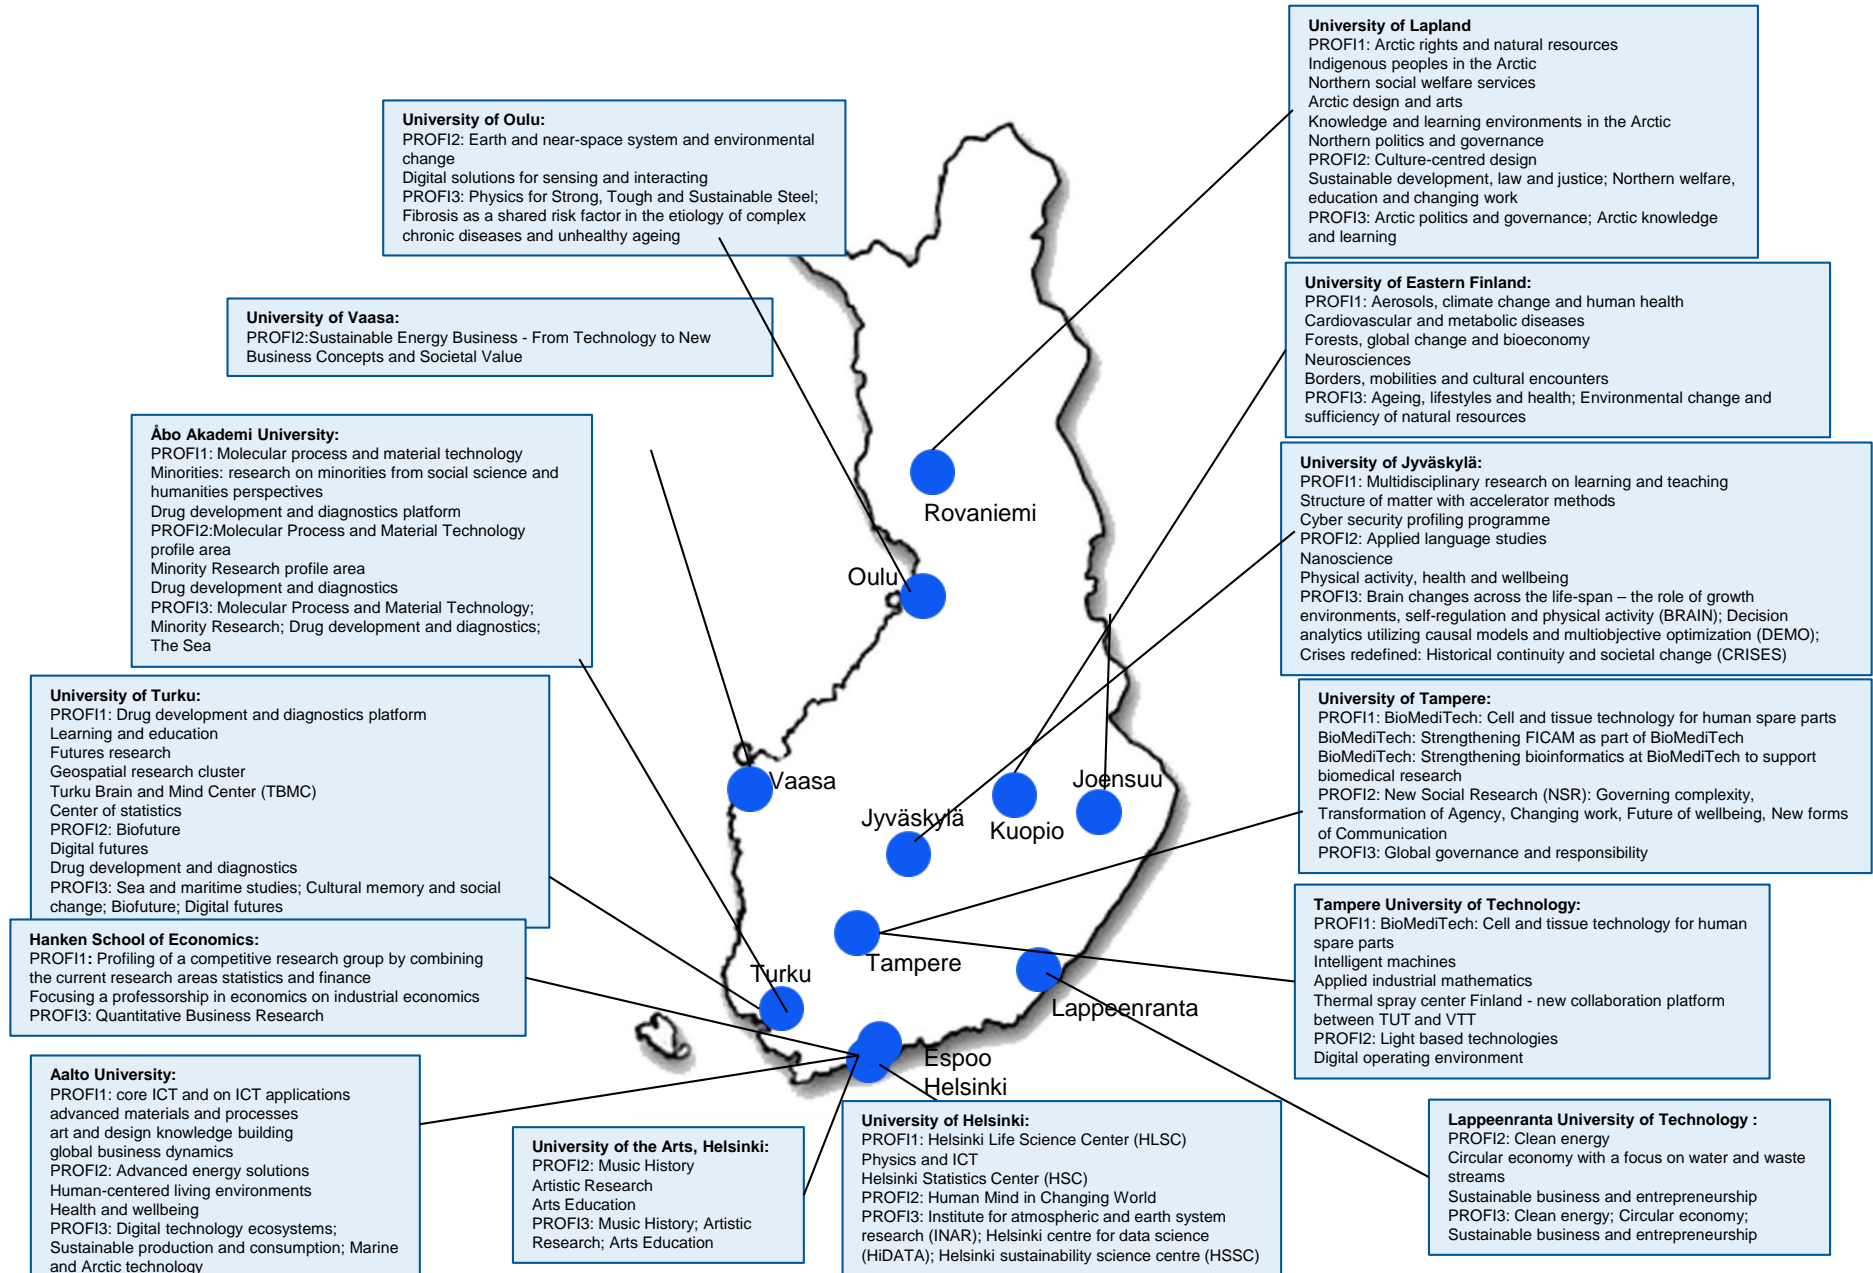 University of Lapland
PROFI1: Arctic rights and natural resources
Indigenous peoples in the Arctic
Northern social welfare services
Arctic design and arts
Knowledge and learning environments in the Arctic
Northern politics and governance
PROFI2: Culture-centred design
Sustainable development, law and justice; Northern welfare,
education and changing work
PROFI3: Arctic politics and governance; Arctic knowledge
and learning
University of Oulu:
PROFI2: Earth and near-space system and environmental
change
Digital solutions for sensing and interacting
PROFI3: Physics for Strong, Tough and Sustainable Steel;
Fibrosis as a shared risk factor in the etiology of complex
chronic diseases and unhealthy ageing
University of Eastern Finland:
PROFI1: Aerosols, climate change and human health
Cardiovascular and metabolic diseases
Forests, global change and bioeconomy
Neurosciences
Borders, mobilities and cultural encounters
PROFI3: Ageing, lifestyles and health; Environmental change and
sufficiency of natural resources
University of Vaasa:
PROFI2:Sustainable Energy Business - From Technology to New
Business Concepts and Societal Value
Åbo Akademi University:
PROFI1: Molecular process and material technology
Minorities: research on minorities from social science and
humanities perspectives
Drug development and diagnostics platform
PROFI2:Molecular Process and Material Technology
profile area
Minority Research profile area
Drug development and diagnostics
PROFI3: Molecular Process and Material Technology;
Minority Research; Drug development and diagnostics;
The Sea
University of Jyväskylä:
PROFI1: Multidisciplinary research on learning and teaching
Structure of matter with accelerator methods
Cyber security profiling programme
PROFI2: Applied language studies
Nanoscience
Physical activity, health and wellbeing
PROFI3: Brain changes across the life-span – the role of growth
environments, self-regulation and physical activity (BRAIN); Decision
analytics utilizing causal models and multiobjective optimization (DEMO);
Crises redefined: Historical continuity and societal change (CRISES)
Rovaniemi
Oulu
University of Turku:
PROFI1: Drug development and diagnostics platform
Learning and education
Futures research
Geospatial research cluster
Turku Brain and Mind Center (TBMC)
Center of statistics
PROFI2: Biofuture
Digital futures
Drug development and diagnostics
PROFI3: Sea and maritime studies; Cultural memory and social
change; Biofuture; Digital futures
University of Tampere:
PROFI1: BioMediTech: Cell and tissue technology for human spare parts
BioMediTech: Strengthening FICAM as part of BioMediTech
BioMediTech: Strengthening bioinformatics at BioMediTech to support
biomedical research
PROFI2: New Social Research (NSR): Governing complexity,
Transformation of Agency, Changing work, Future of wellbeing, New forms
of Communication
PROFI3: Global governance and responsibility
Vaasa
Joensuu
Jyväskylä
Kuopio
Tampere
Turku
Lappeenranta
Espoo
Helsinki
Hanken School of Economics:
PROFI1: Profiling of a competitive research group by combining
the current research areas statistics and finance
Focusing a professorship in economics on industrial economics
PROFI3: Quantitative Business Research
Tampere University of Technology:
PROFI1: BioMediTech: Cell and tissue technology for human
spare parts
Intelligent machines
Applied industrial mathematics
Thermal spray center Finland - new collaboration platform
between TUT and VTT
PROFI2: Light based technologies
Digital operating environment
Aalto University:
PROFI1: core ICT and on ICT applications
advanced materials and processes
art and design knowledge building
global business dynamics
PROFI2: Advanced energy solutions
Human-centered living environments
Health and wellbeing
PROFI3: Digital technology ecosystems;
Sustainable production and consumption; Marine
and Arctic technology
University of the Arts, Helsinki:
PROFI2: Music History
Artistic Research
Arts Education
PROFI3: Music History; Artistic
Research; Arts Education
University of Helsinki:
PROFI1: Helsinki Life Science Center (HLSC)
Physics and ICT
Helsinki Statistics Center (HSC)
PROFI2: Human Mind in Changing World
PROFI3: Institute for atmospheric and earth system
research (INAR); Helsinki centre for data science
(HiDATA); Helsinki sustainability science centre (HSSC)
Lappeenranta University of Technology :
PROFI2: Clean energy
Circular economy with a focus on water and waste
streams
Sustainable business and entrepreneurship
PROFI3: Clean energy; Circular economy;
Sustainable business and entrepreneurship